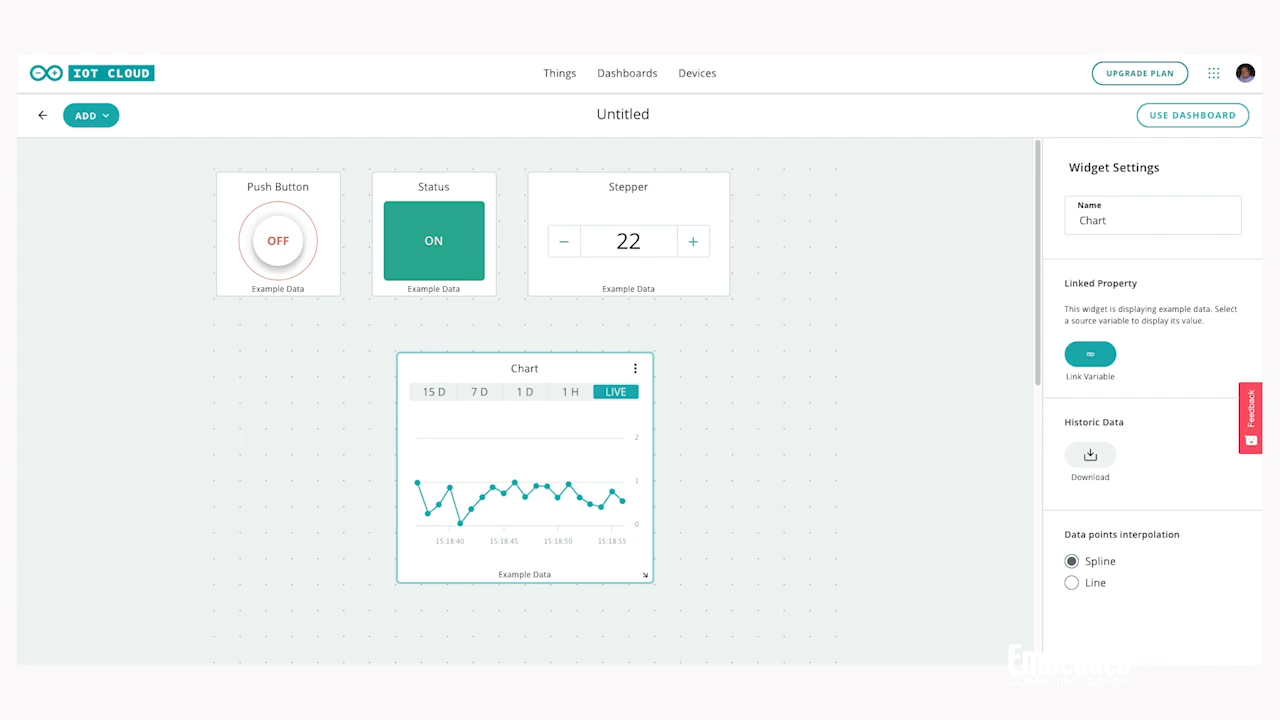 IOT CLOUD
Things
Dashboards
Devices
UPGRADE PLAN
ADD
Untitled
USE DASHBOARD
Push Button
OFF
Example Data
Status
ON
Example Data
Stepper
− 22 +
Example Data
Chart
15 D 7 D 1 D 1 H LIVE
2
1
0
15:18:40 15:18:45 15:18:50 15:18:55
Example Data
Widget Settings
Name
Chart
Linked Property
This widget is displaying example data. Select
a source variable to display its value.
Link Variable
Historic Data
Download
Data points interpolation
Spline
Line
Feedback